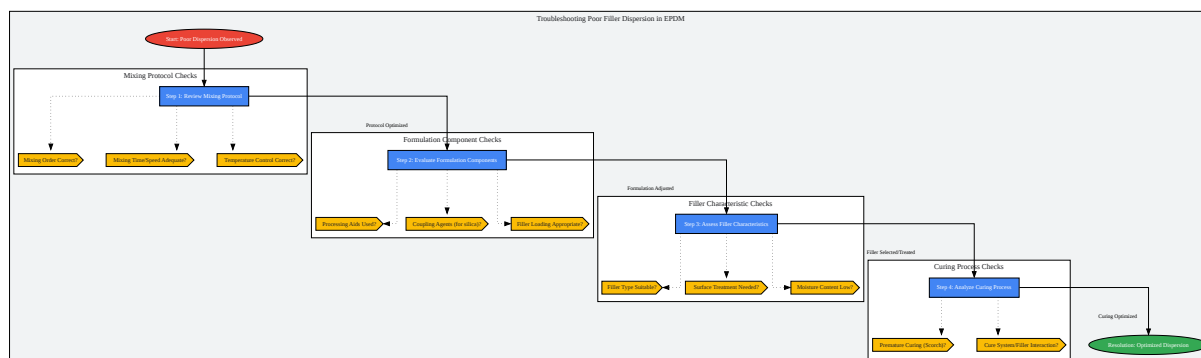 Troubleshooting Poor Filler Dispersion in EPDM
Start: Poor Dispersion Observed
Mixing Protocol Checks
Step 1: Review Mixing Protocol
Mixing Order Correct?
Mixing Time/Speed Adequate?
Temperature Control Correct?
Protocol Optimized
Formulation Component Checks
Step 2: Evaluate Formulation Components
Processing Aids Used?
Coupling Agents (for silica)?
Filler Loading Appropriate?
Formulation Adjusted
Filler Characteristic Checks
Step 3: Assess Filler Characteristics
Filler Type Suitable?
Surface Treatment Needed?
Moisture Content Low?
Filler Selected/Treated
Curing Process Checks
Step 4: Analyze Curing Process
Premature Curing (Scorch)?
Cure System/Filler Interaction?
Curing Optimized
Resolution: Optimized Dispersion